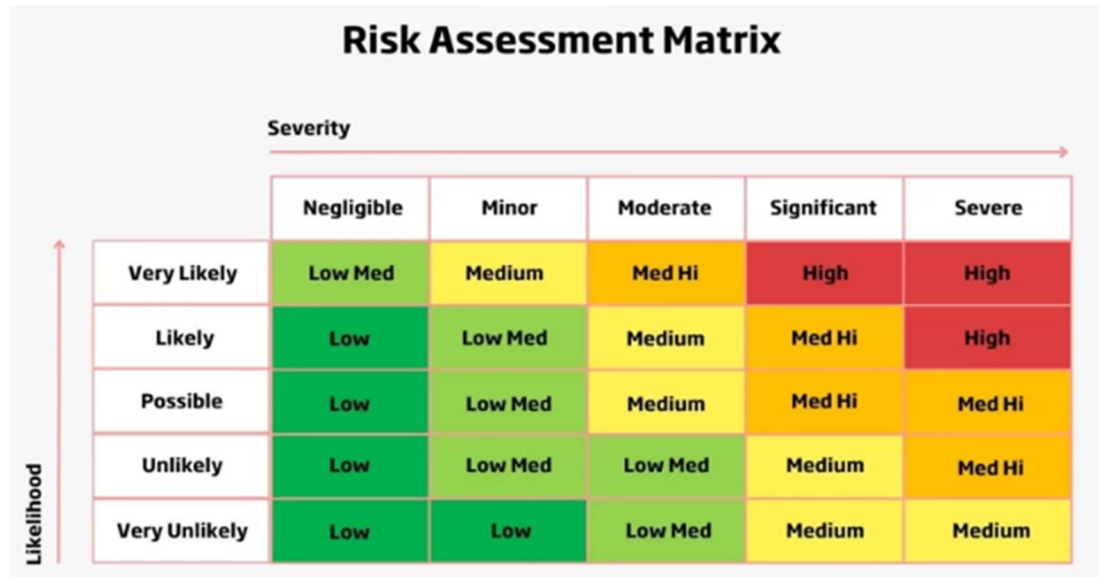 Risk Assessment Matrix
Severity
Negligible Minor Moderate Significant Severe
Very Likely Low Med Medium Med Hi High High
Likely Low Low Med Medium Med Hi High
Possible Low Low Med Medium Med Hi Med Hi
Unlikely Low Low Med Low Med Medium Med Hi
Very Unlikely Low Low Low Med Medium Medium
Likelihood